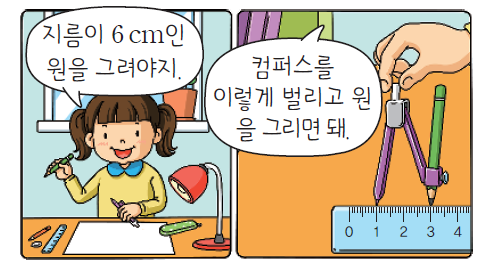 지름이 6 cm인
원을 그려야지.
컴퍼스를
이렇게 벌리고 원
을 그리면 돼.
0 1 2 3 4